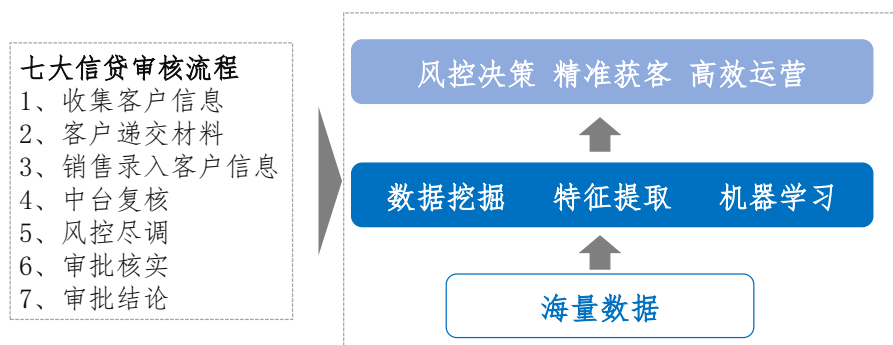 七大信贷审核流程
1、收集客户信息
2、客户递交材料
3、销售录入客户信息
4、中台复核
5、风控尽调
6、审批核实
7、审批结论
风控决策 精准获客 高效运营
数据挖掘 特征提取 机器学习
海量数据